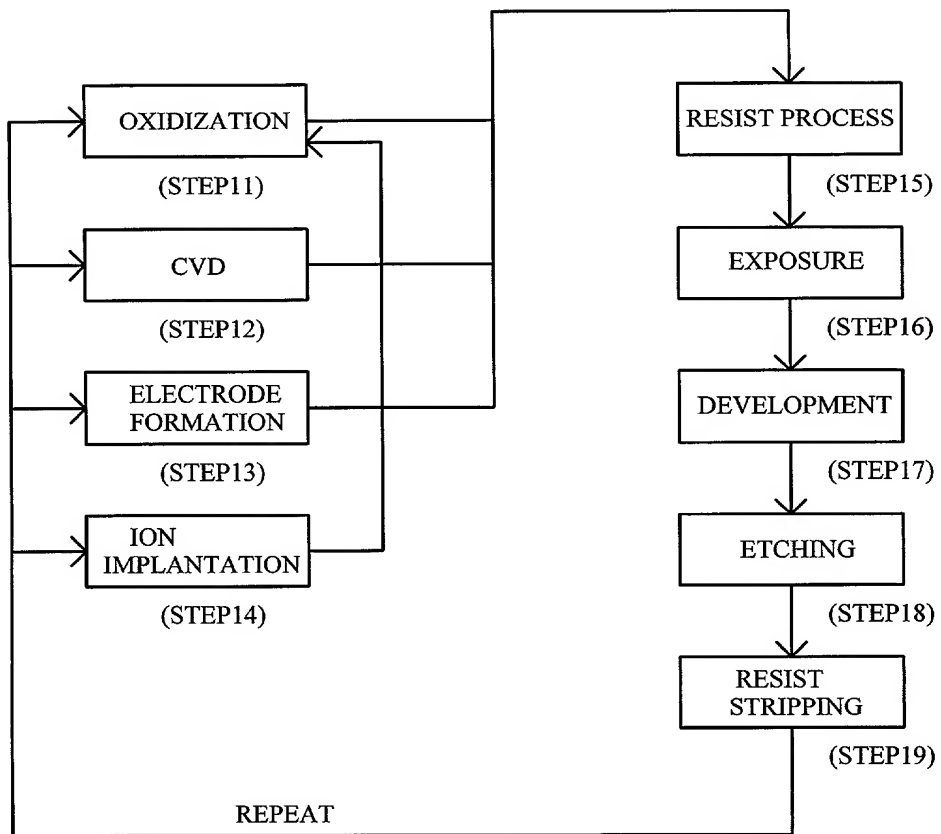 OXIDIZATION
(STEP11)
CVD
(STEP12)
ELECTRODE
FORMATION
(STEP13)
ION
IMPLANTATION
(STEP14)
RESIST PROCESS
(STEP15)
EXPOSURE
(STEP16)
DEVELOPMENT
(STEP17)
ETCHING
(STEP18)
RESIST
STRIPPING
(STEP19)
REPEAT